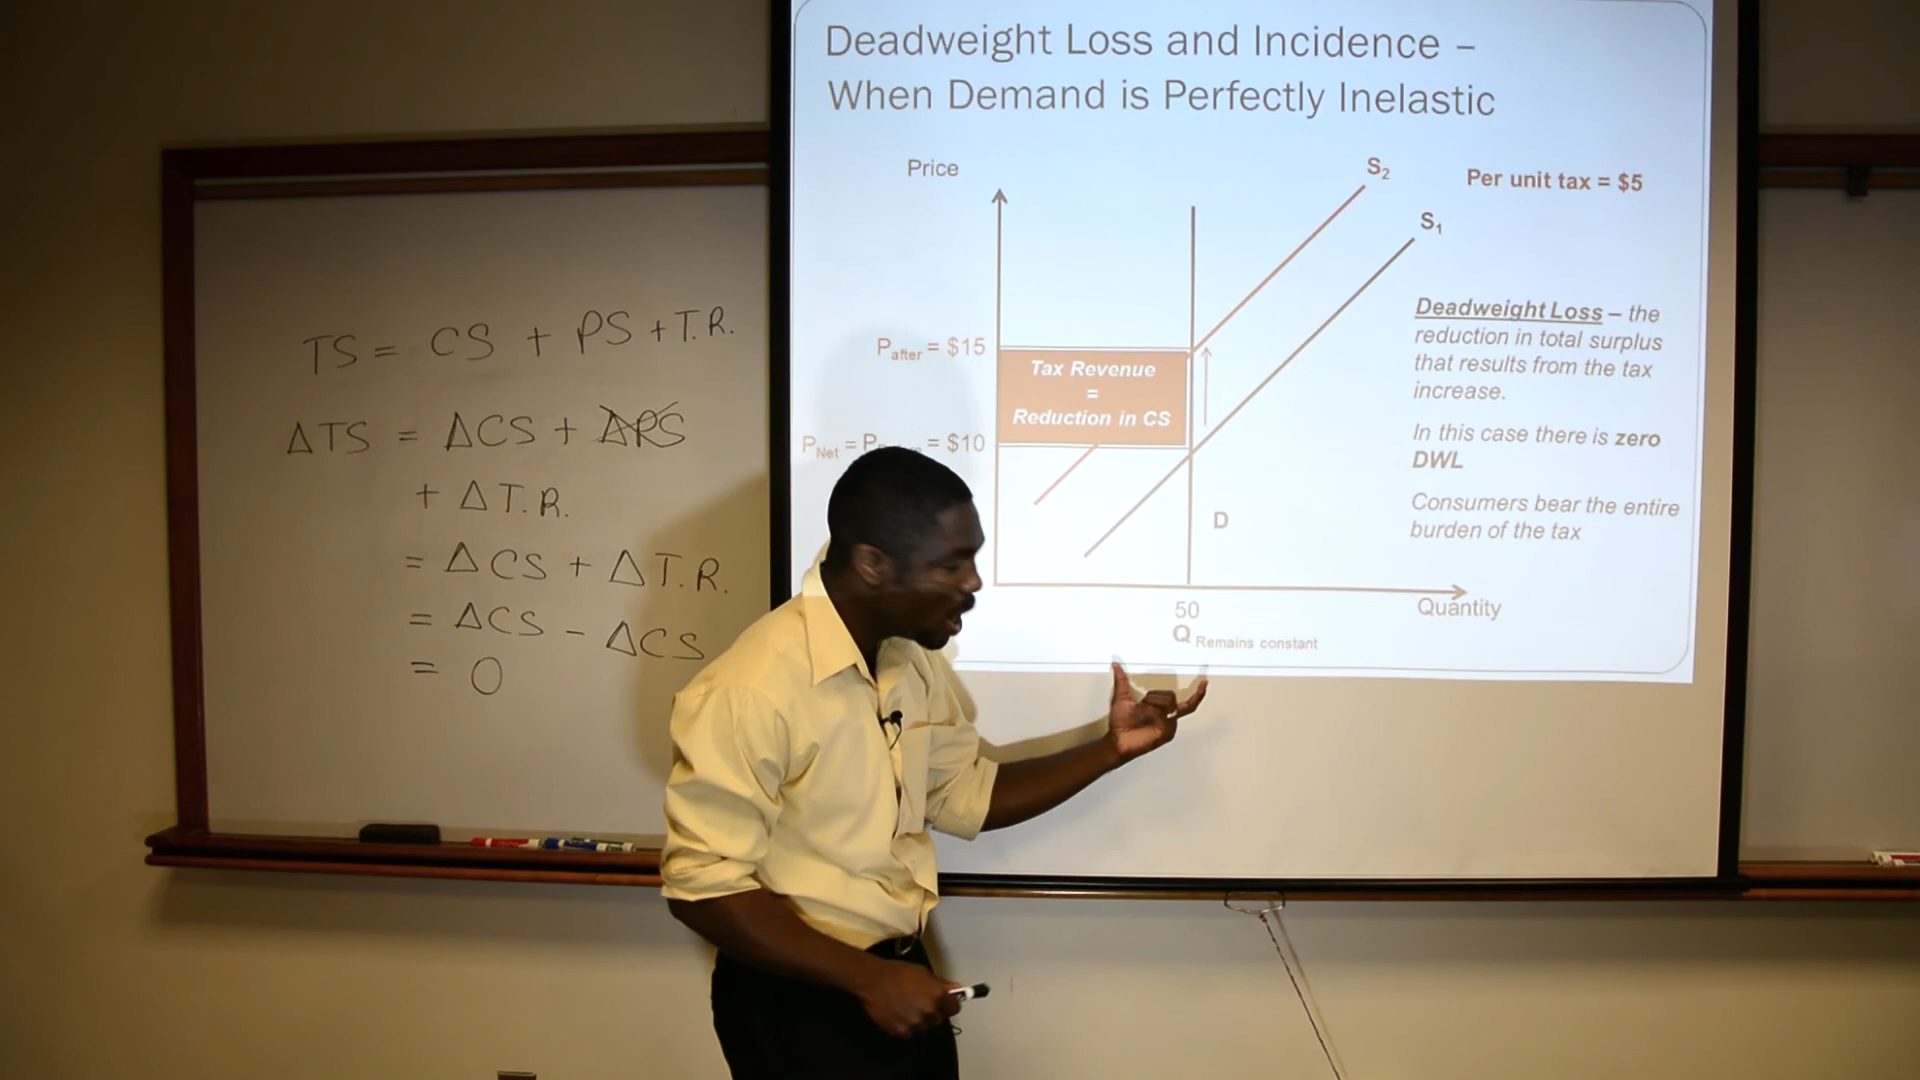 TS = CS + PS + T.R.
ΔTS = ΔCS + ΔPS
+ ΔT.R.
= ΔCS + ΔT.R.
= ΔCS - ΔCS
= 0
Deadweight Loss and Incidence –
When Demand is Perfectly Inelastic
Price
S2
Per unit tax = $5
S1
Pafter = $15
Tax Revenue
=
Reduction in CS
PNet = P = $10
Deadweight Loss – the
reduction in total surplus
that results from the tax
increase.
In this case there is zero
DWL
Consumers bear the entire
burden of the tax
D
50
Quantity
Q Remains constant